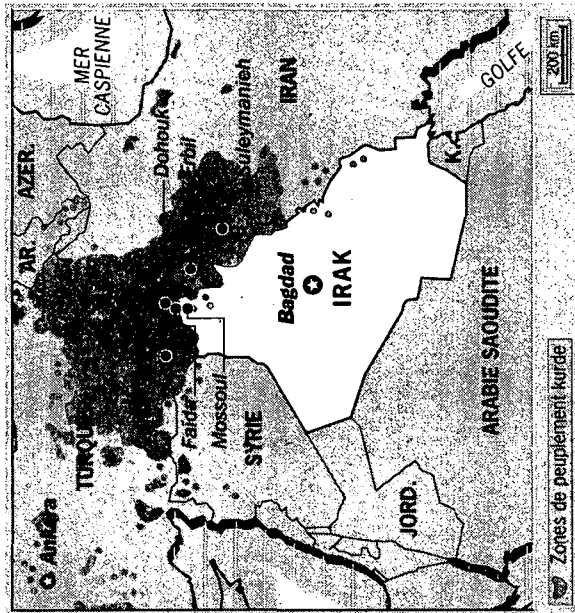 MER
CASPIENNE
AZER.
AR.
TURQU
Ankara
Dohouk
Erbil
Suleymanieh
IRAN
Faïda
Mossoul
SYRIE
Bagdad
IRAK
JORD.
ARABIE SAOUDITE
K.
GOLFE
200 km
Zones de peuplement kurde